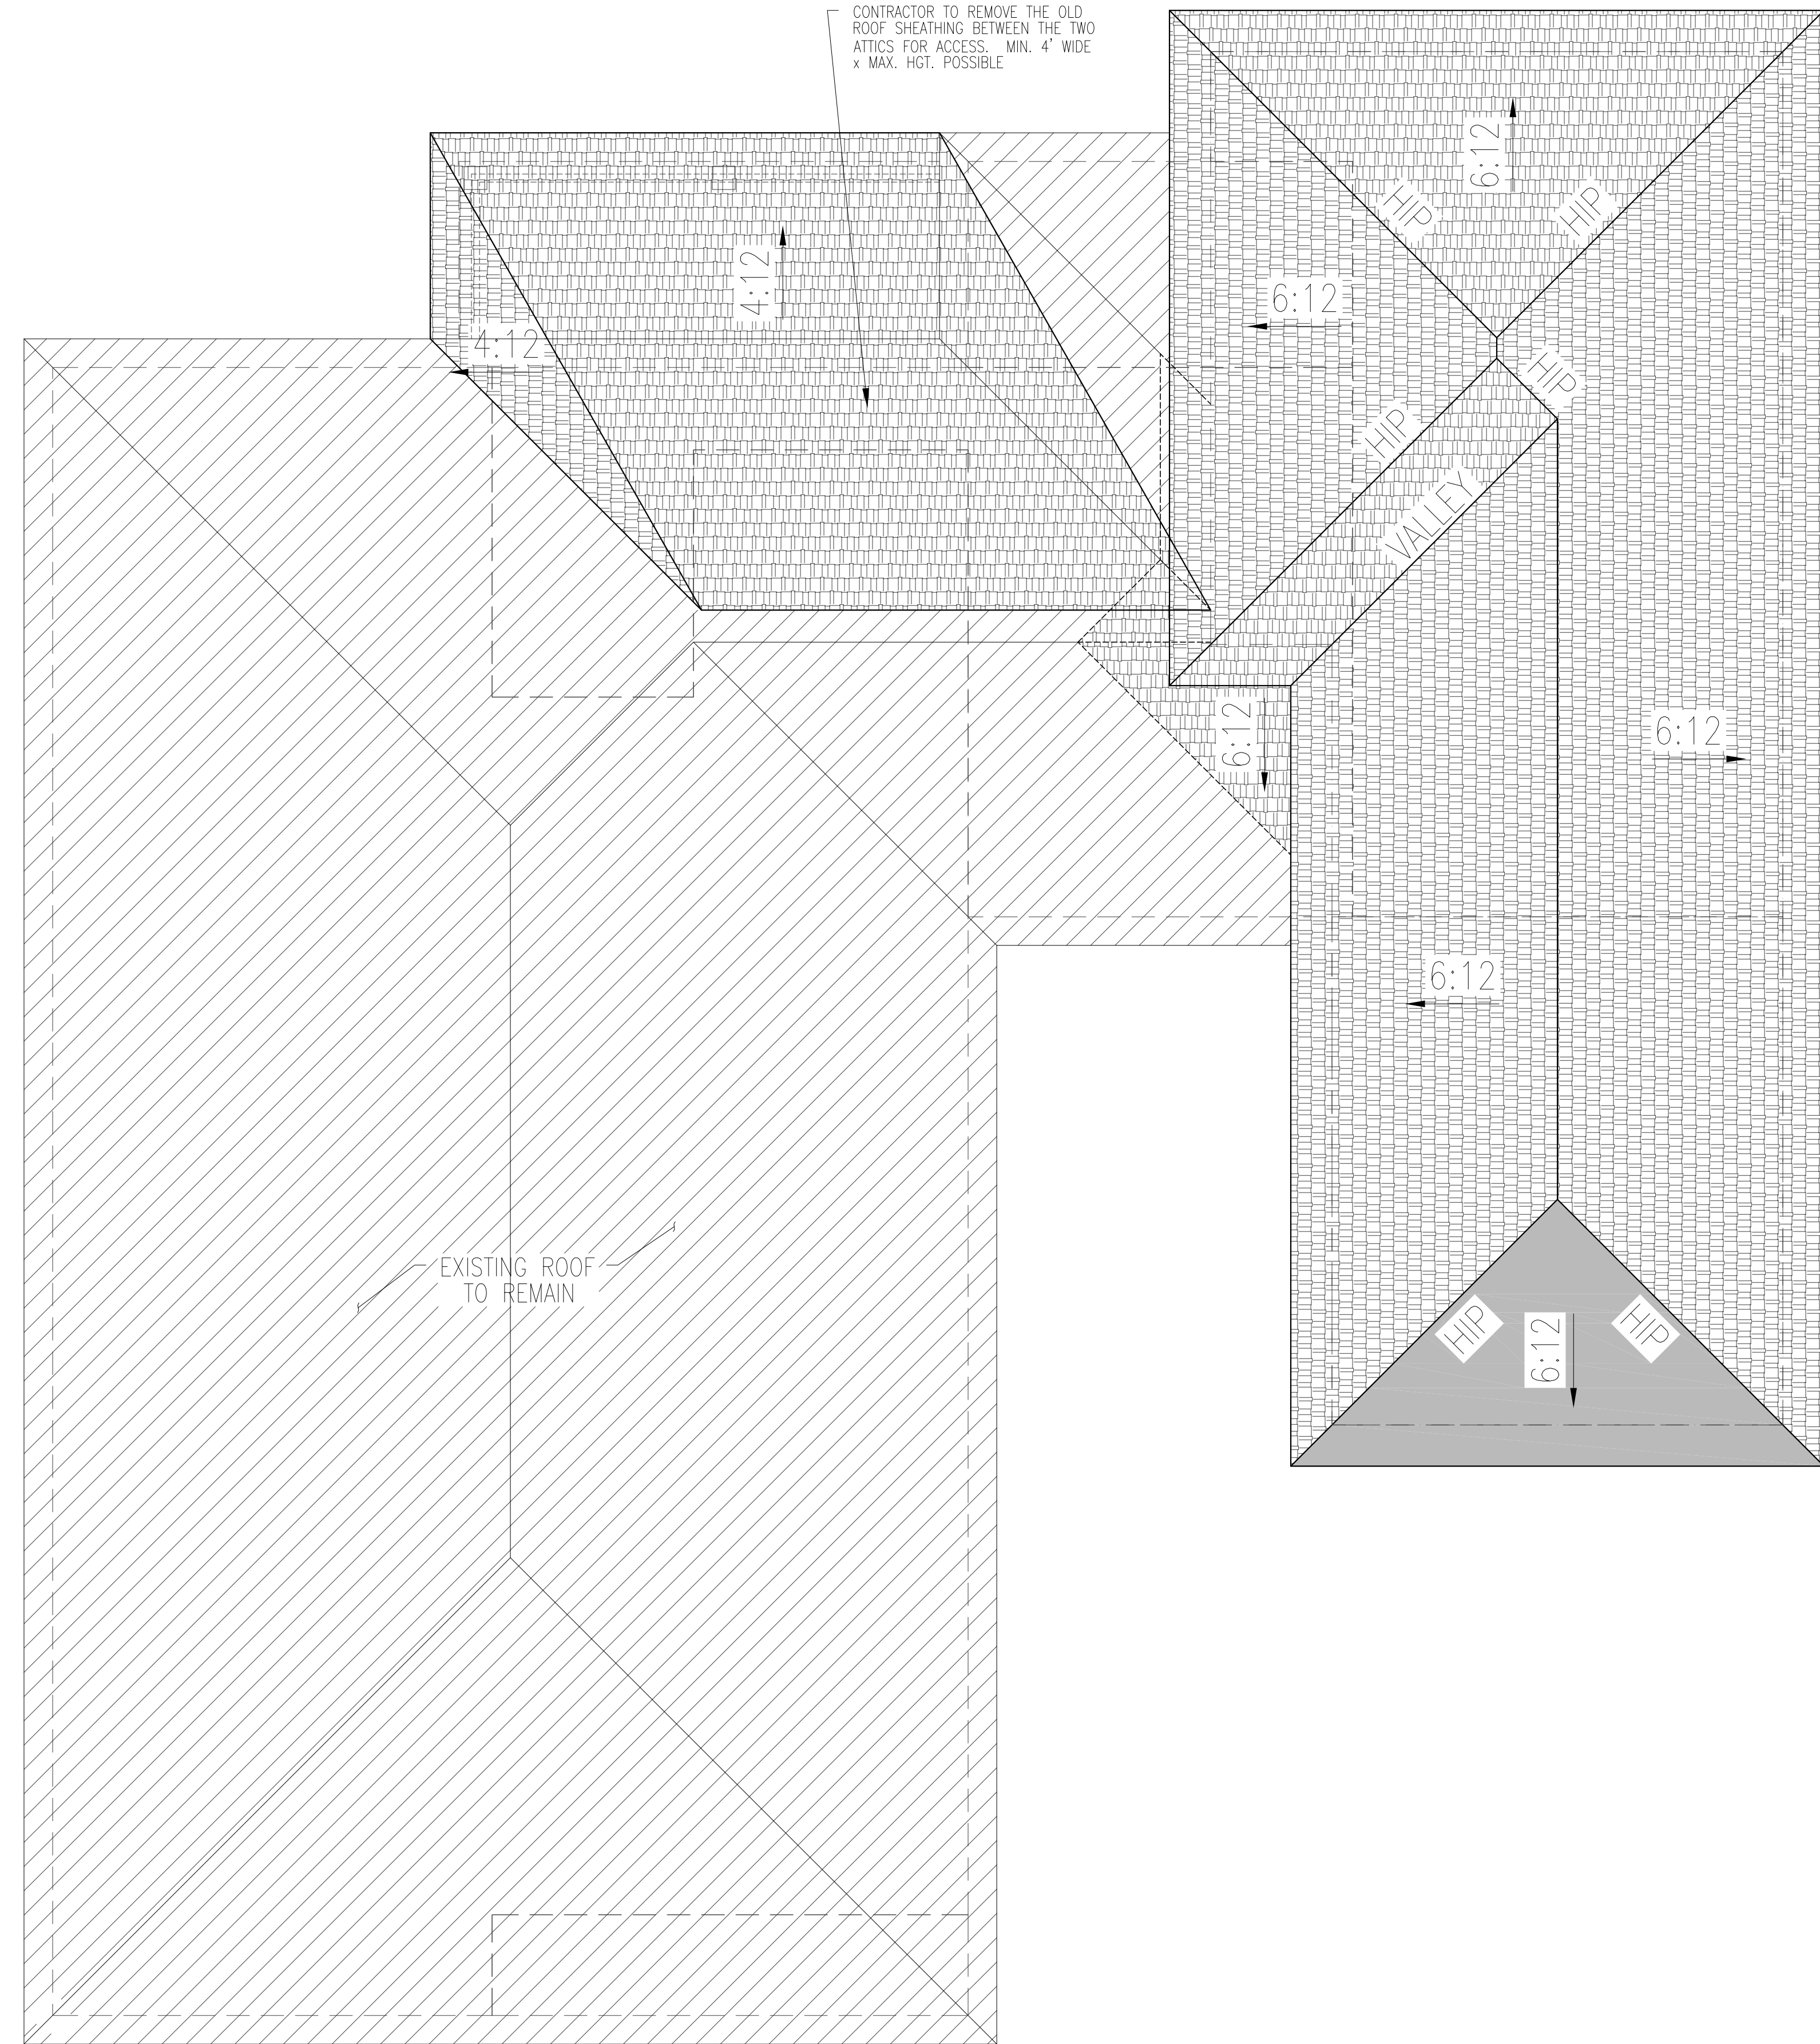 CONTRACTOR TO REMOVE THE OLD
ROOF SHEATHING BETWEEN THE TWO
ATTICS FOR ACCESS. MIN. 4' WIDE
x MAX. HGT. POSSIBLE
6:12
HIP
HIP
4:12
6:12
4:12
HIP
HIP
VALLEY
6:12
6:12
6:12
EXISTING ROOF
TO REMAIN
HIP
6:12
HIP